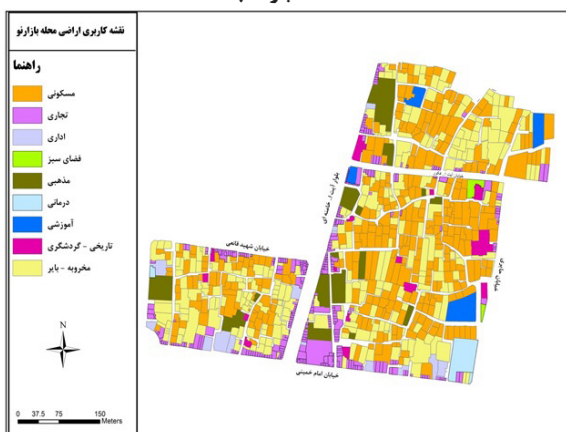 نقشه کاربری اراضی محله بازارنو
راهنما
مسکونی
تجاری
اداری
فضای سبز
مذهبی
درمانی
آموزشی
تاریخی - گردشگری
مخروبه - بایر
N
0 37.5 75 150
Meters
خیابان شهید فاتمی
خیابان امام خمینی